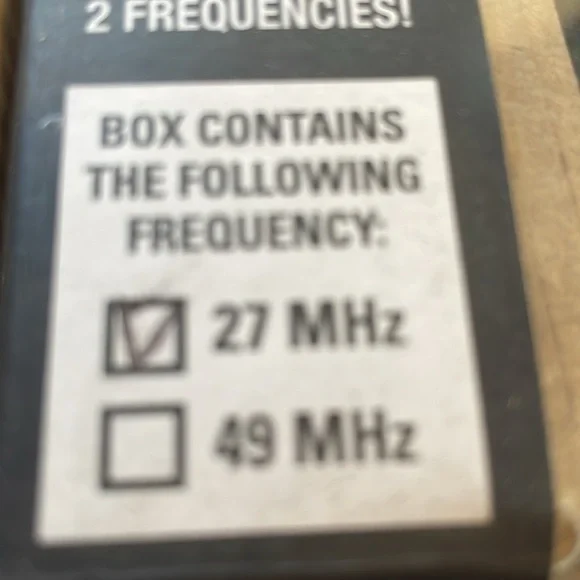 2 FREQUENCIES!
BOX CONTAINS
THE FOLLOWING
FREQUENCY:
27 MHz
49 MHz